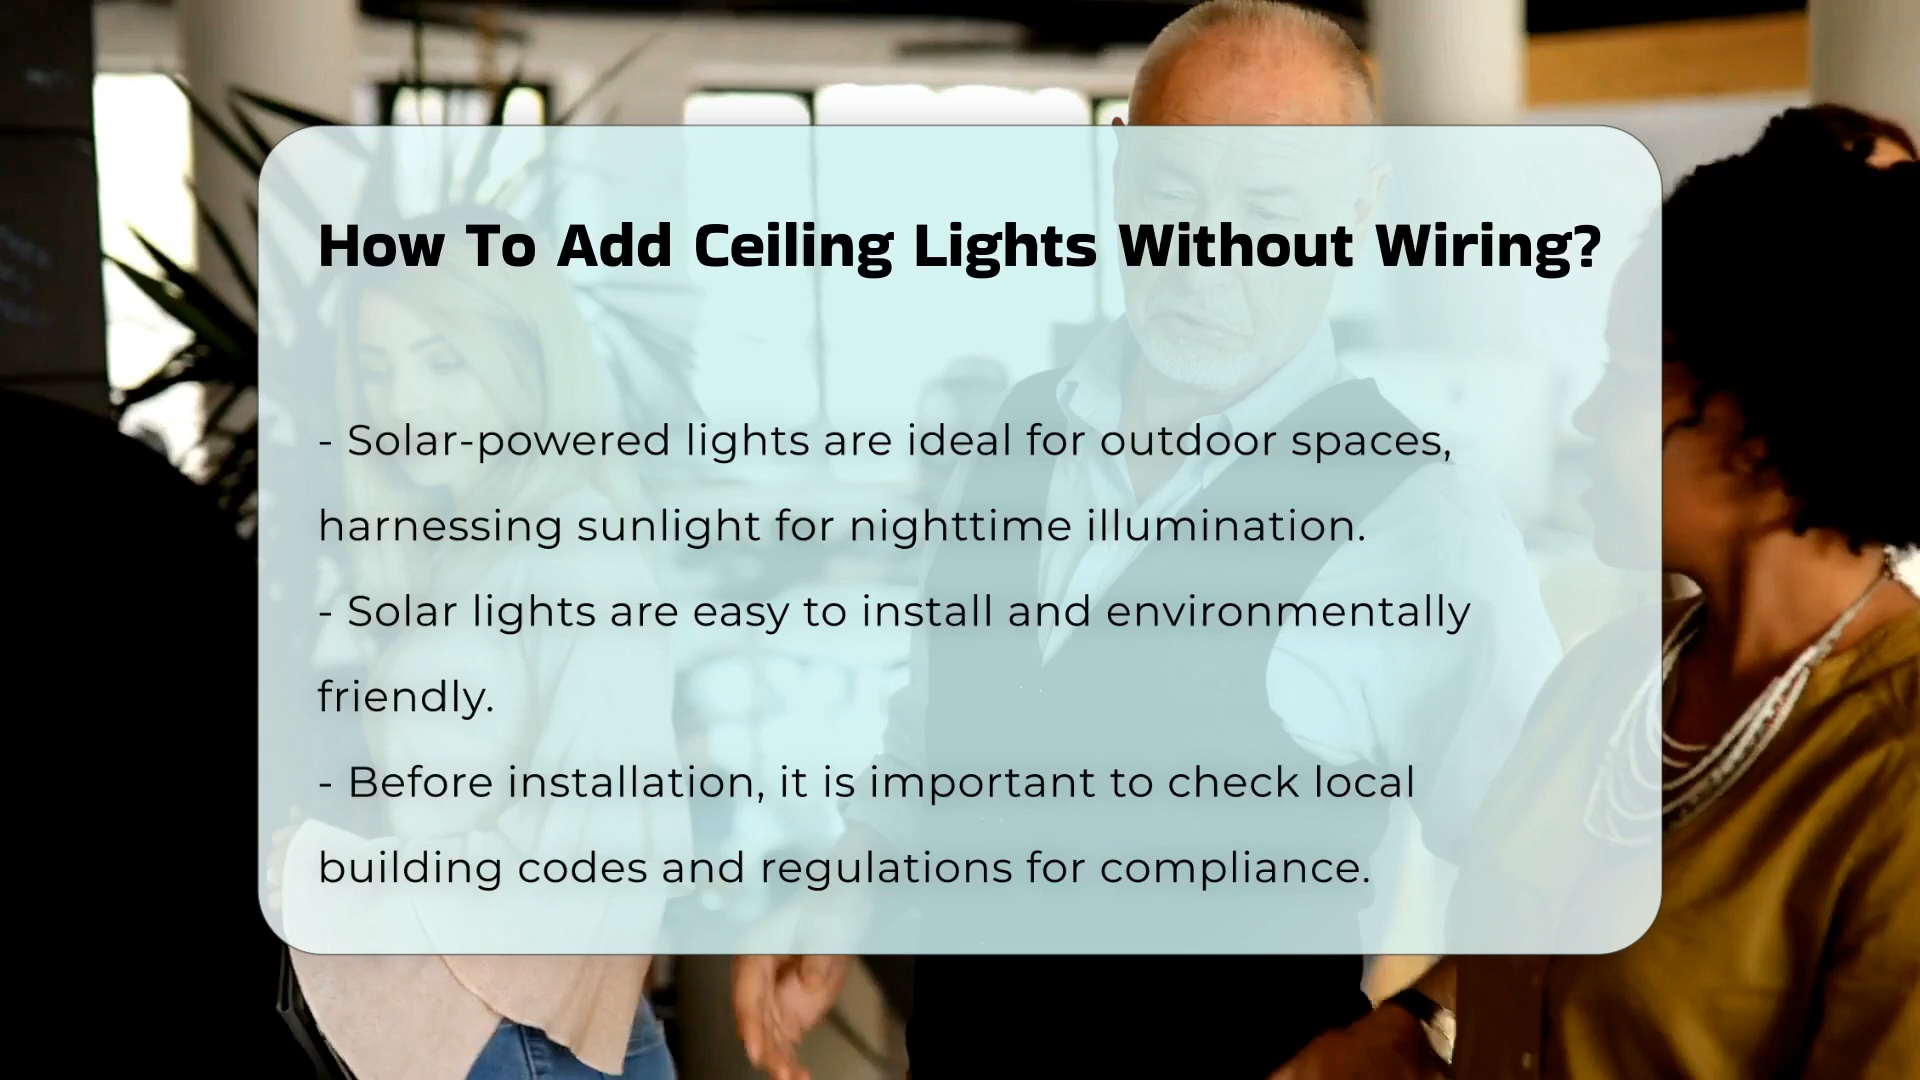 How To Add Ceiling Lights Without Wiring?
- Solar-powered lights are ideal for outdoor spaces,
harnessing sunlight for nighttime illumination.
- Solar lights are easy to install and environmentally
friendly.
- Before installation, it is important to check local
building codes and regulations for compliance.